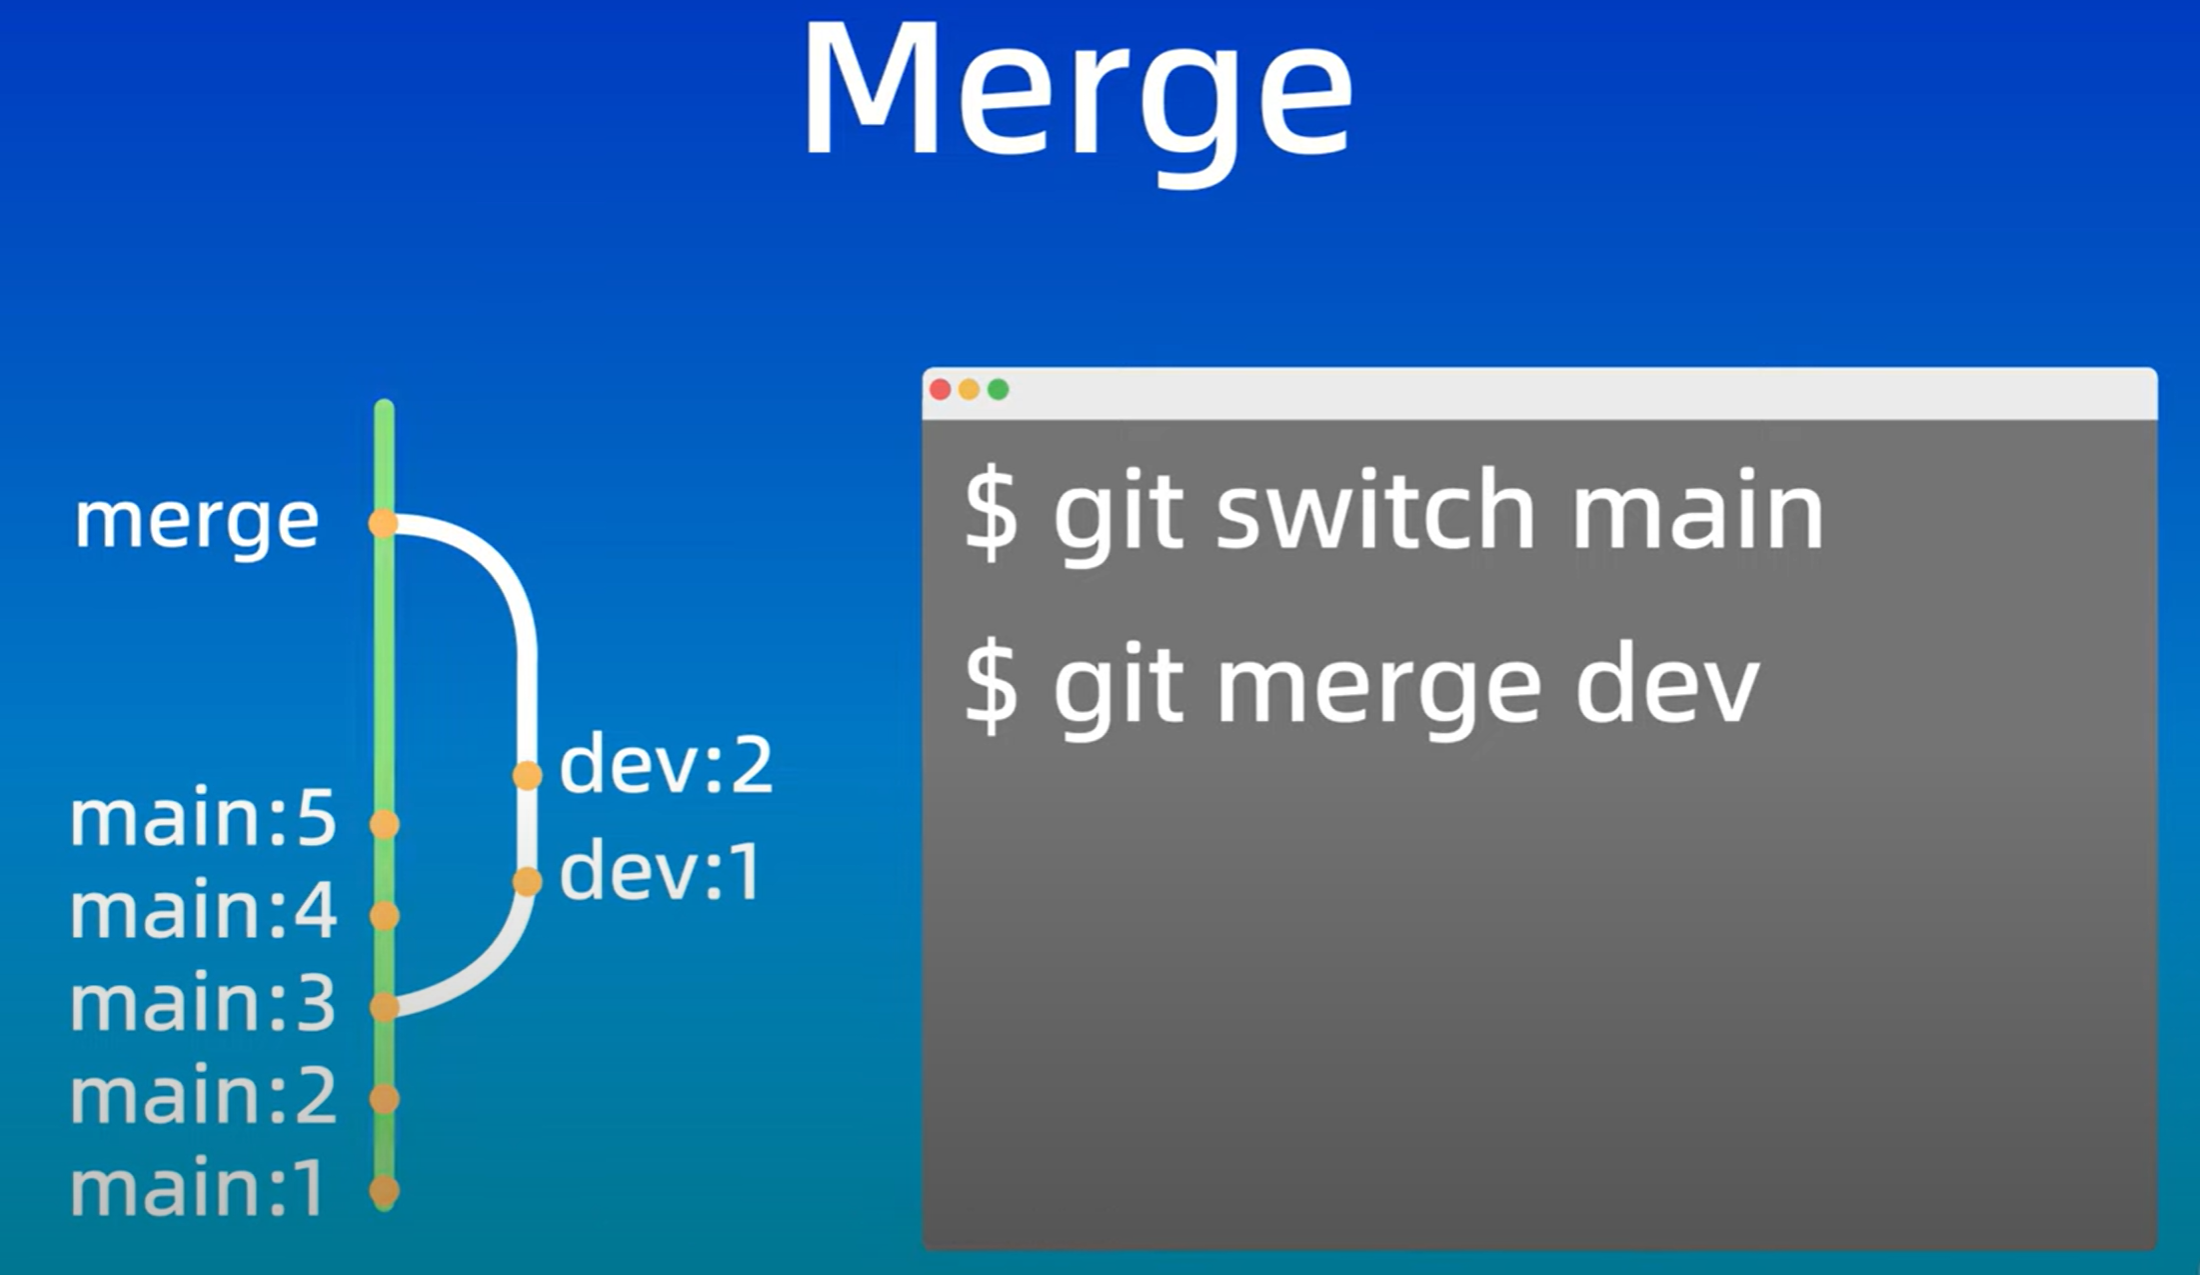 Merge
merge
main:5
main:4
main:3
main:2
main:1
dev:2
dev:1
$ git switch main
$ git merge dev